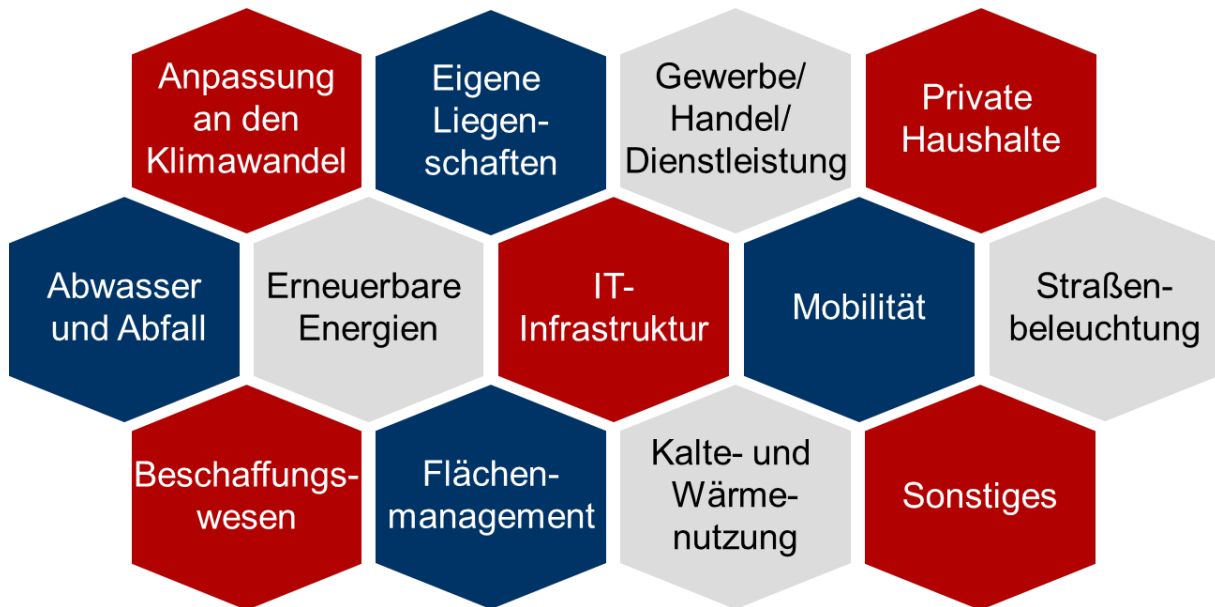 Anpassung
an den
Klimawandel
Eigene
Liegen-
schaften
Gewerbe/
Handel/
Dienstleistung
Private
Haushalte
Abwasser
und Abfall
Erneuerbare
Energien
IT-
Infrastruktur
Mobilität
Straßen-
beleuchtung
Beschaffungs-
wesen
Flächen-
management
Kalte- und
Wärme-
nutzung
Sonstiges